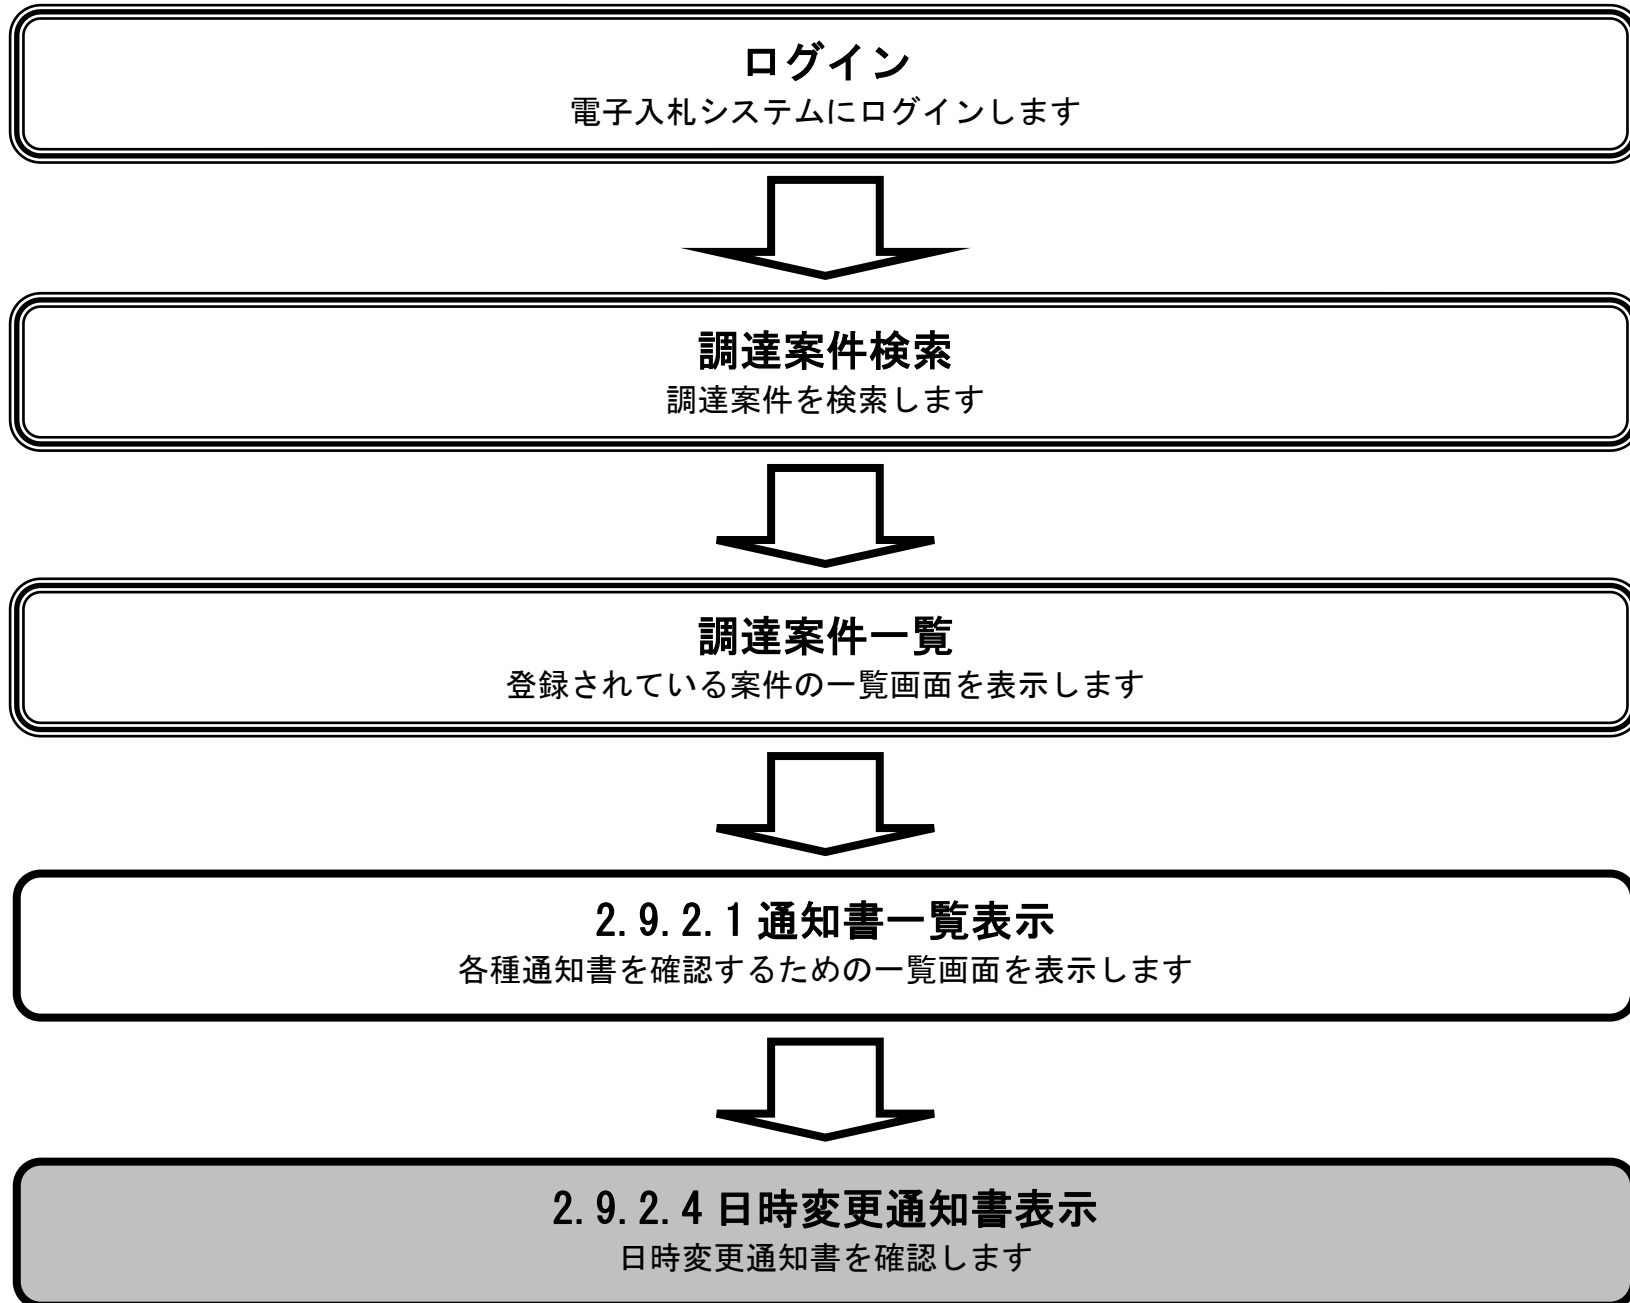 ログイン
電子入札システムにログインします
調達案件検索
調達案件を検索します
調達案件一覧
登録されている案件の一覧画面を表示します
2.9.2.1 通知書一覧表示
各種通知書を確認するための一覧画面を表示します
2.9.2.4 日時変更通知書表示
日時変更通知書を確認します